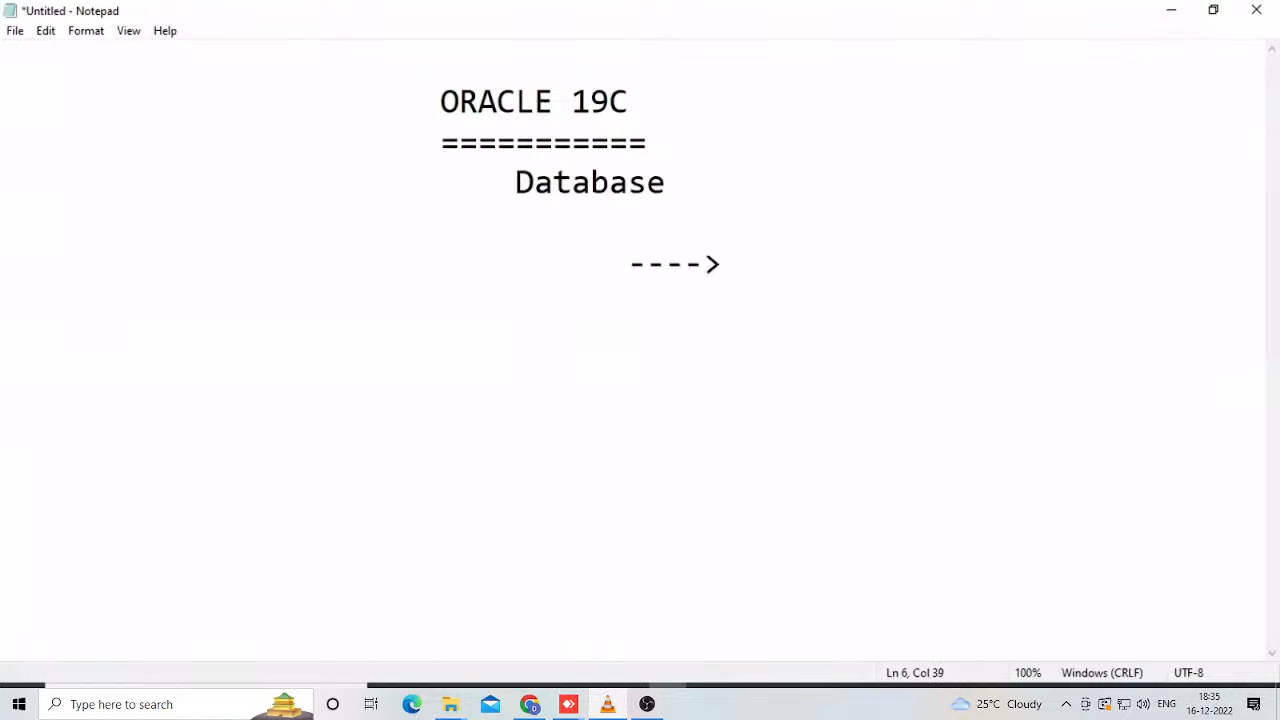 *Untitled - Notepad
File Edit Format View Help
ORACLE 19C
===========
Database
---->
Ln 6, Col 39 100% Windows (CRLF) UTF-8
Type here to search
25°C Cloudy ENG
18:35
16-12-2022